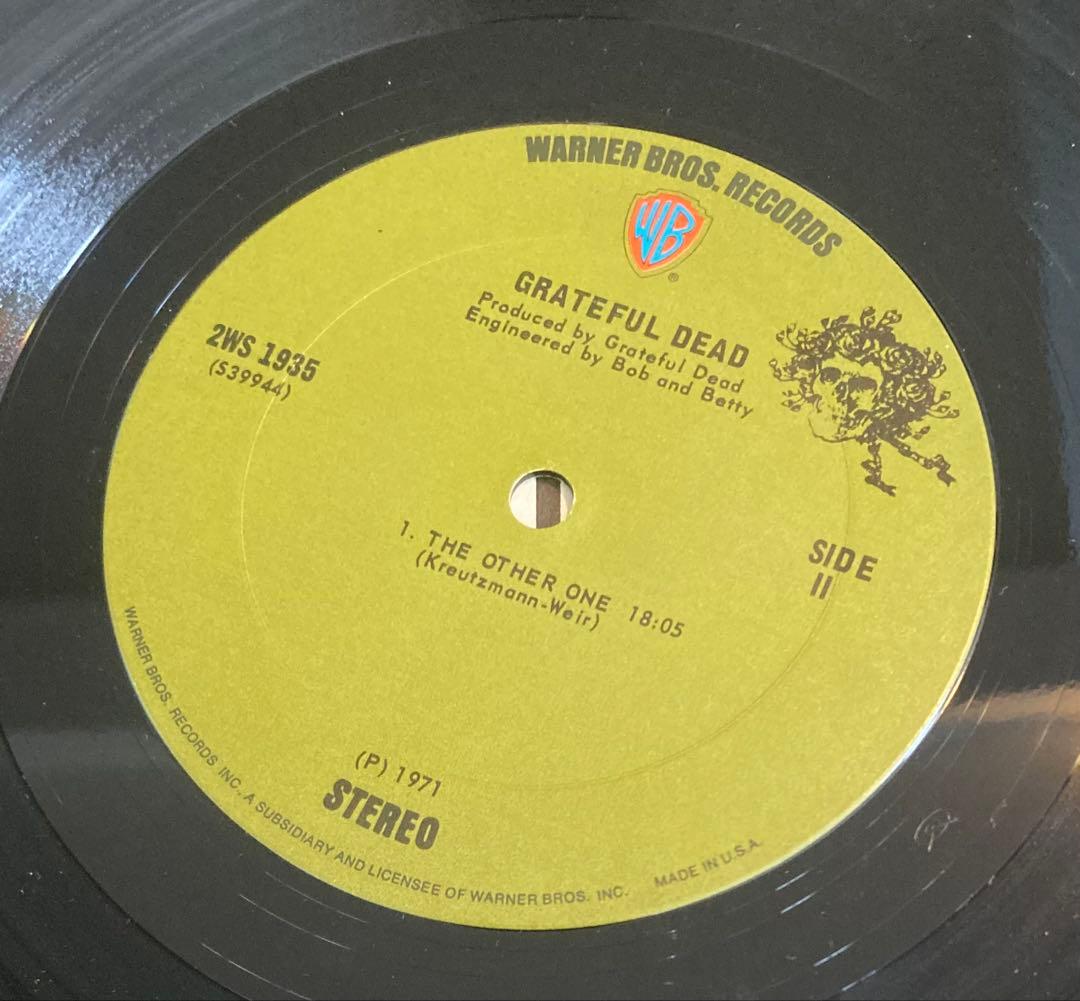 WARNER BROS. RECORDS
WB
®
GRATEFUL DEAD
Produced by Grateful Dead
Engineered by Bob and Betty
2WS 1935
(S39944)
SIDE
II
1. THE OTHER ONE 18:05
(Kreutzmann-Weir)
(P) 1971
STEREO
WARNER BROS. RECORDS INC., A SUBSIDIARY AND LICENSEE OF WARNER BROS. INC. MADE IN U.S.A.